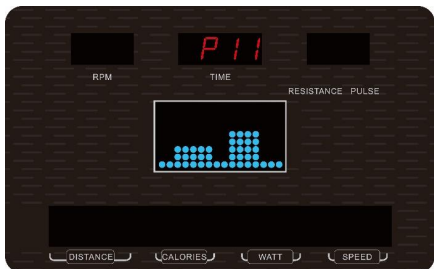 P11
RPM TIME
RESISTANCE PULSE
DISTANCE CALORIES WATT SPEED